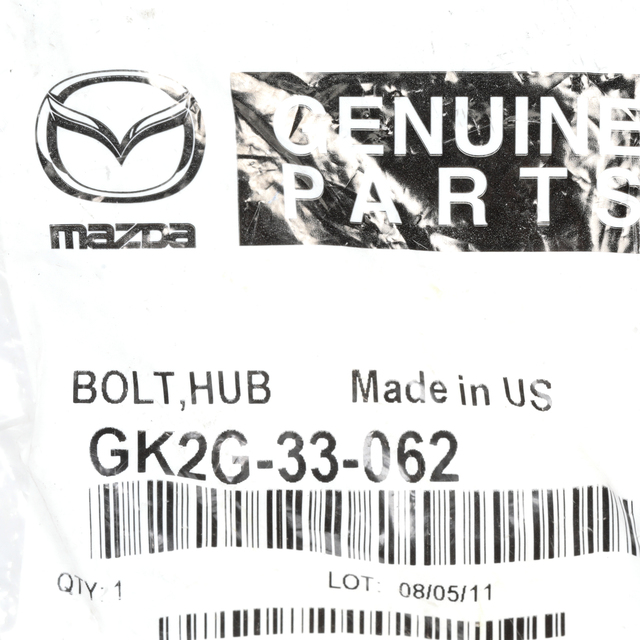 mazda
GENUINE
PARTS
BOLT,HUB Made in US
GK2G-33-062
QTY: 1 LOT: 08/05/11